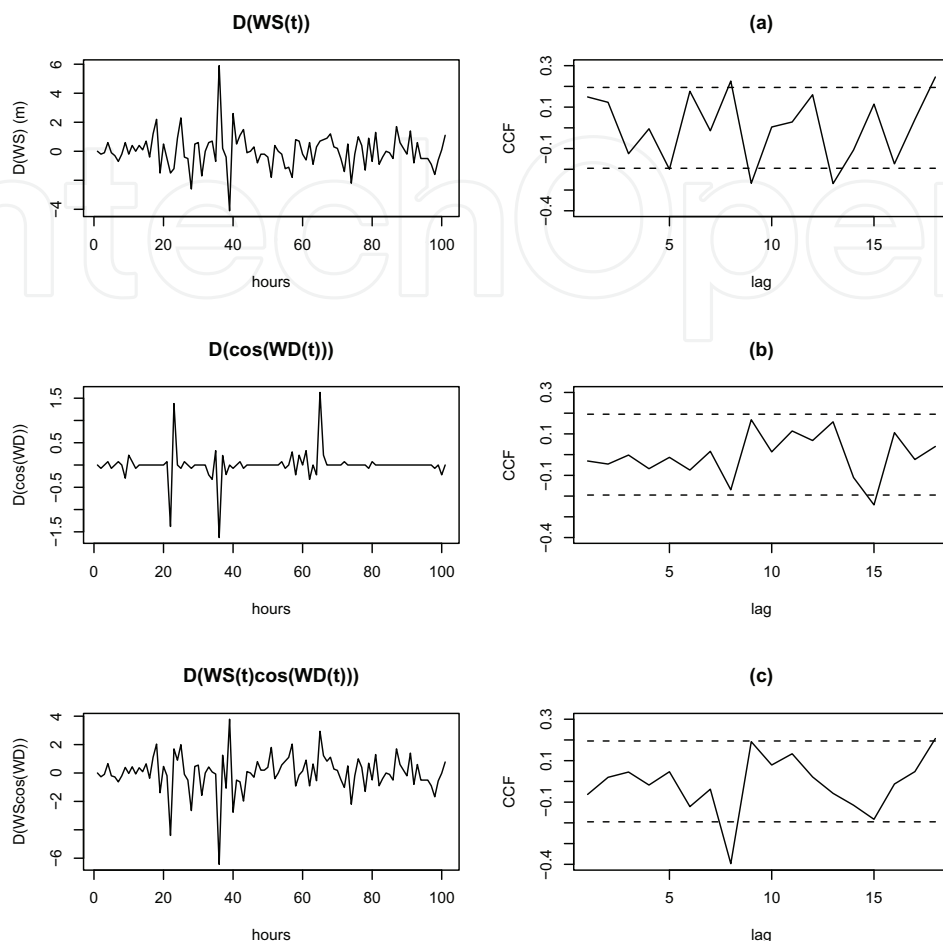 D(WS(t))
D(WS) (m)
6
4
2
0
−4
0 20 40 60 80 100
hours
(a)
CCF
0.3
0.1
−0.1
−0.4
5 10 15
lag
D(cos(WD(t)))
D(cos(WD))
1.5
0.5
−0.5
−1.5
0 20 40 60 80 100
hours
(b)
CCF
0.3
0.1
−0.1
−0.4
5 10 15
lag
D(WS(t)cos(WD(t)))
D(WScos(WD))
4
2
0
−2
−6
0 20 40 60 80 100
hours
(c)
CCF
0.3
0.1
−0.1
−0.4
5 10 15
lag
ntechOpen